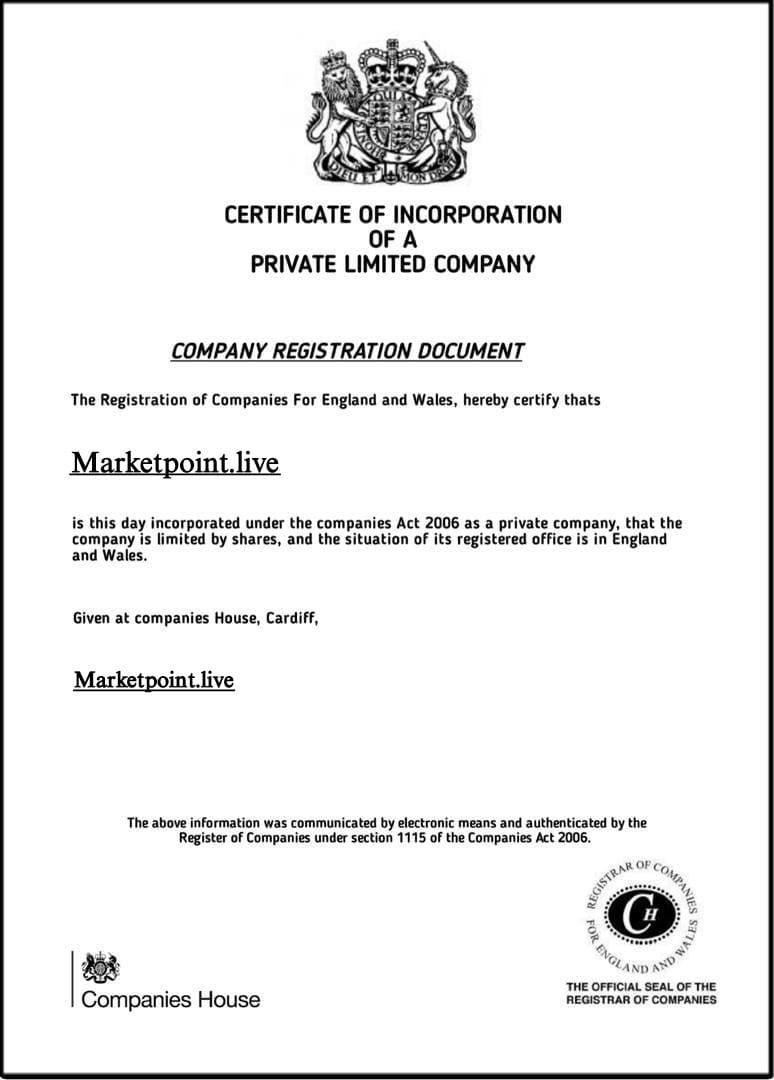 DIEU ET MON DROIT
CERTIFICATE OF INCORPORATION
OF A
PRIVATE LIMITED COMPANY
COMPANY REGISTRATION DOCUMENT
The Registration of Companies For England and Wales, hereby certify thats
Marketpoint.live
is this day incorporated under the companies Act 2006 as a private company, that the
company is limited by shares, and the situation of its registered office is in England
and Wales.
Given at companies House, Cardiff,
Marketpoint.live
The above information was communicated by electronic means and authenticated by the
Register of Companies under section 1115 of the Companies Act 2006.
REGISTRAR OF COMPANIES
FOR ENGLAND AND WALES
CH
THE OFFICIAL SEAL OF THE
REGISTRAR OF COMPANIES
Companies House